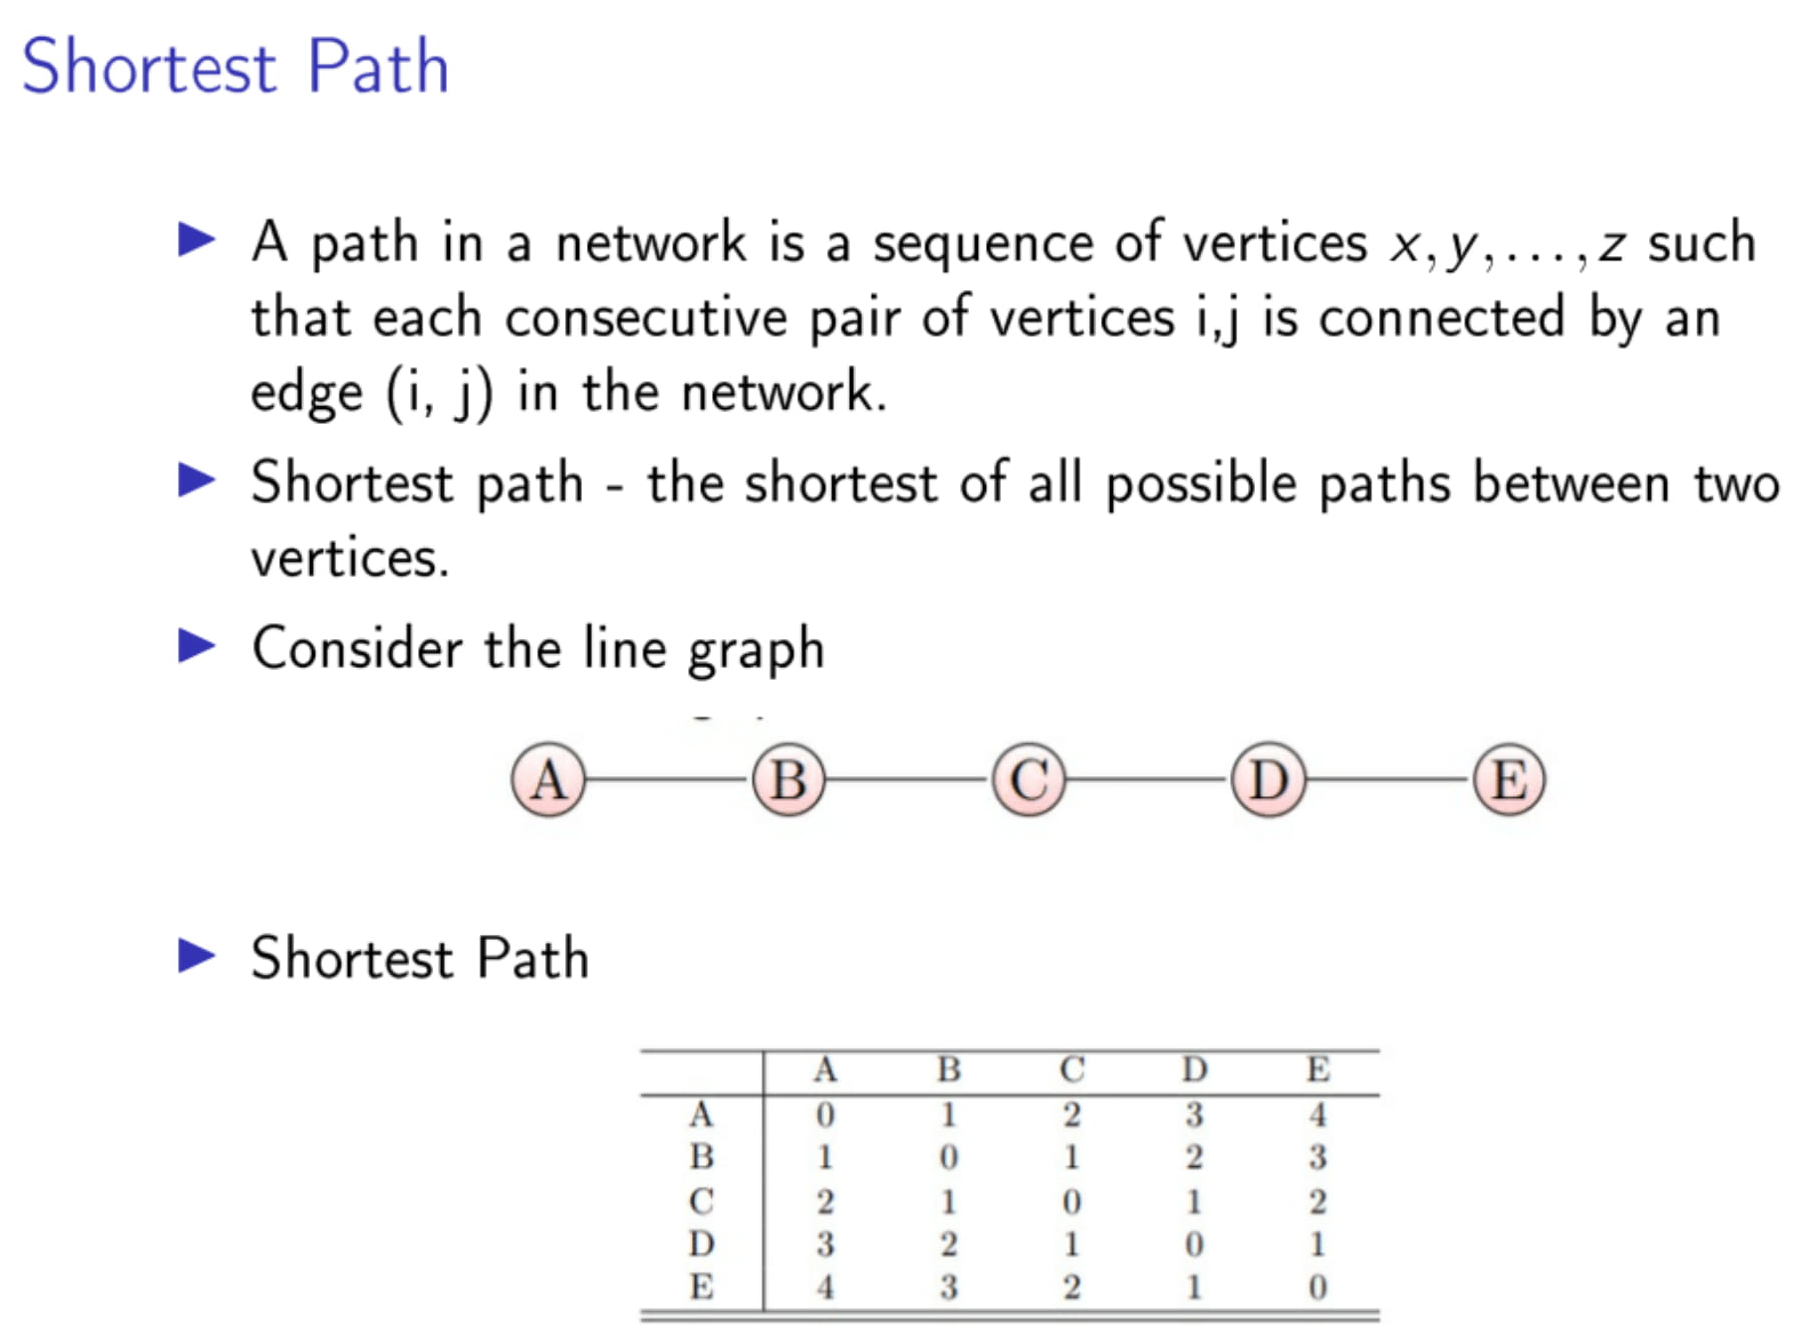 Shortest Path
A path in a network is a sequence of vertices x, y, . . . , z such
that each consecutive pair of vertices i,j is connected by an
edge (i, j) in the network.
Shortest path - the shortest of all possible paths between two
vertices.
Consider the line graph
A B C D E
Shortest Path
A B C D E
A 0 1 2 3 4
B 1 0 1 2 3
C 2 1 0 1 2
D 3 2 1 0 1
E 4 3 2 1 0